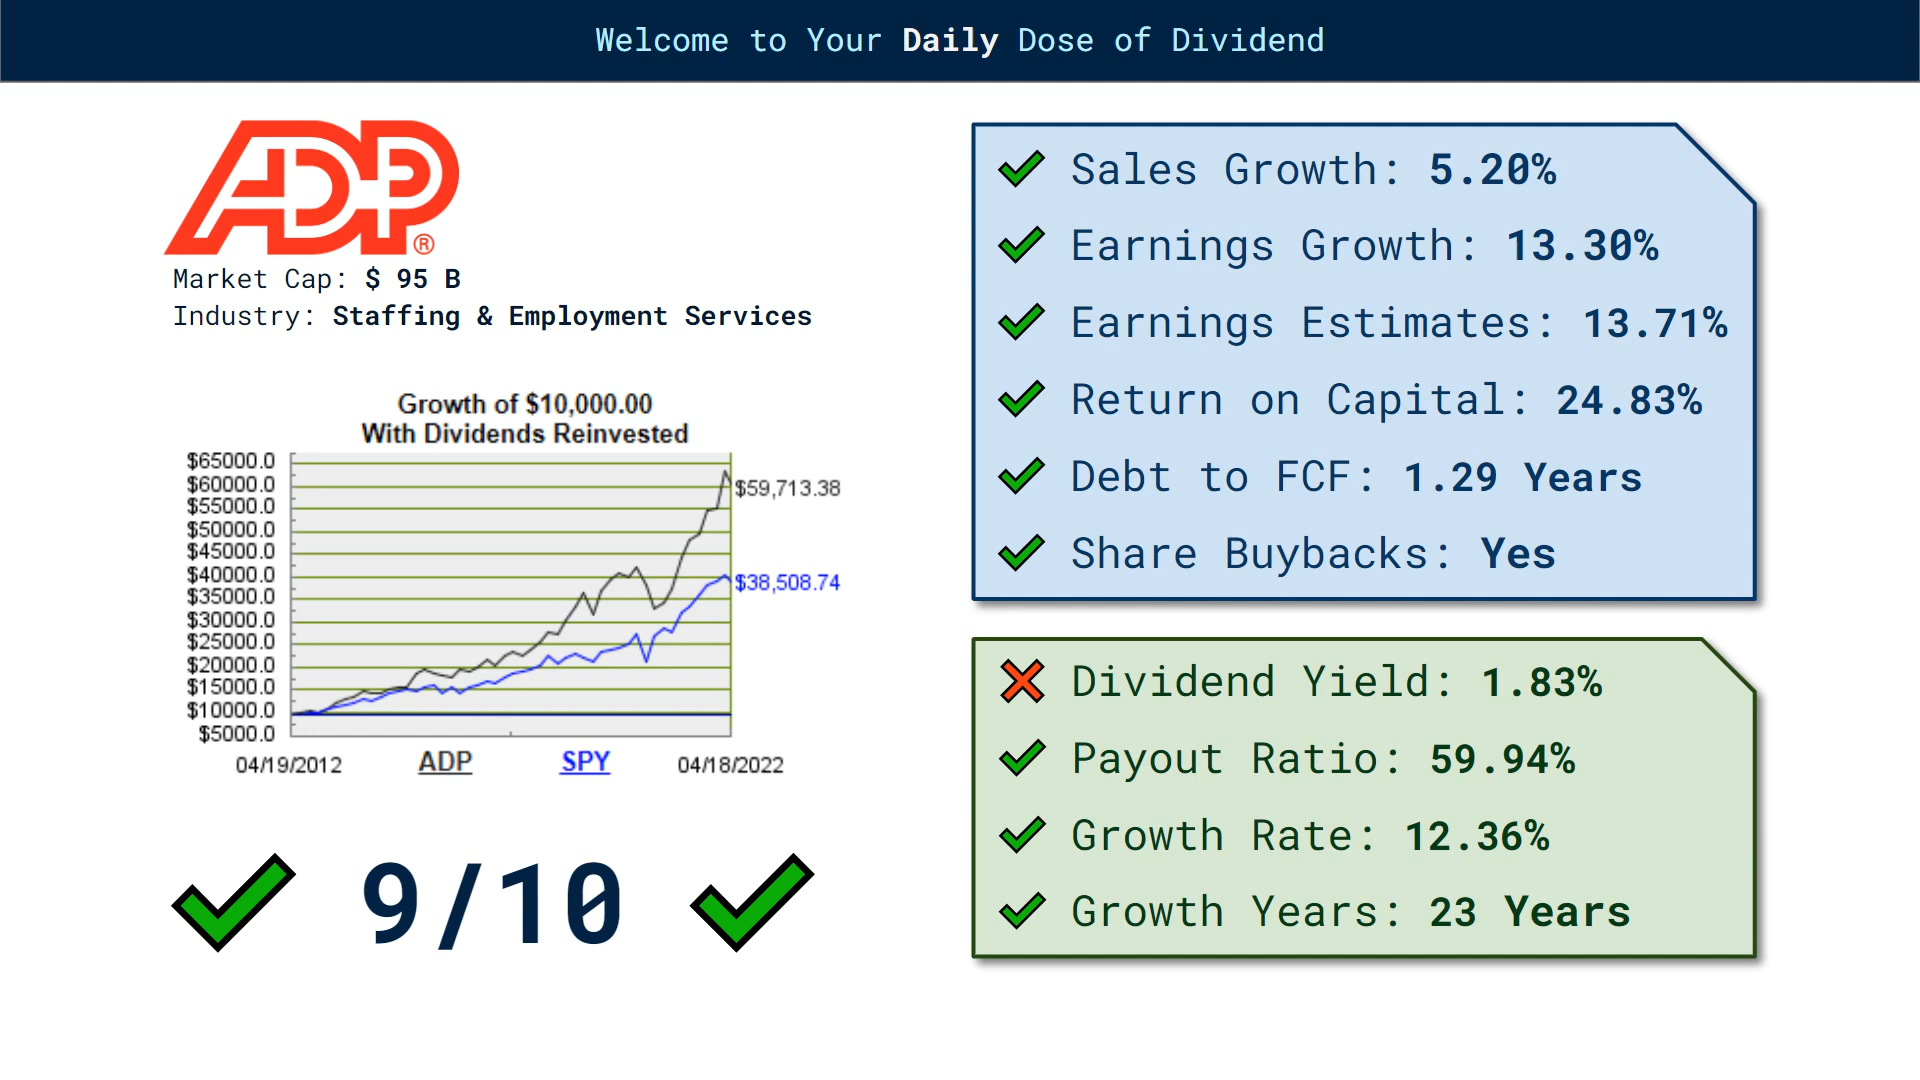 Welcome to Your Daily Dose of Dividend
ADP®
Market Cap: $ 95 B
Industry: Staffing & Employment Services
Growth of $10,000.00
With Dividends Reinvested
$65000.0
$60000.0
$55000.0
$50000.0
$45000.0
$40000.0
$35000.0
$30000.0
$25000.0
$20000.0
$15000.0
$10000.0
$5000.0
$59,713.38
$38,508.74
04/19/2012 ADP SPY 04/18/2022
9/10
Sales Growth: 5.20%
Earnings Growth: 13.30%
Earnings Estimates: 13.71%
Return on Capital: 24.83%
Debt to FCF: 1.29 Years
Share Buybacks: Yes
Dividend Yield: 1.83%
Payout Ratio: 59.94%
Growth Rate: 12.36%
Growth Years: 23 Years